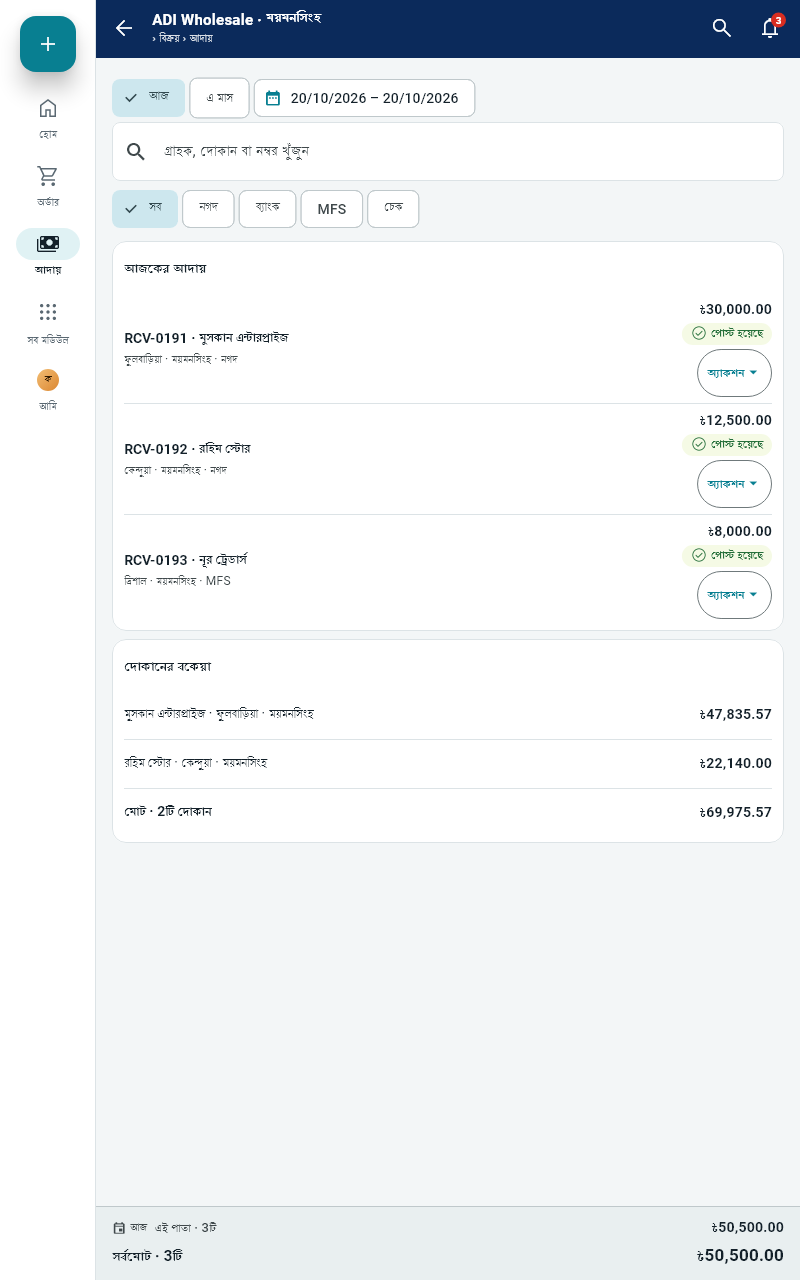 ADI Wholesale · ময়মনসিংহ
› বিক্রয় › আদায়
3
+
হোম
অর্ডার
আদায়
সব মডিউল
ক
আমি
আজ
এ মাস
20/10/2026 – 20/10/2026
গ্রাহক, দোকান বা নম্বর খুঁজুন
সব
নগদ
ব্যাংক
MFS
চেক
আজকের আদায়
RCV-0191 · মুসকান এন্টারপ্রাইজ
ফুলবাড়িয়া · ময়মনসিংহ · নগদ
৳30,000.00
পোস্ট হয়েছে
অ্যাকশন
RCV-0192 · রহিম স্টোর
কেন্দুয়া · ময়মনসিংহ · নগদ
৳12,500.00
পোস্ট হয়েছে
অ্যাকশন
RCV-0193 · নূর ট্রেডার্স
ত্রিশাল · ময়মনসিংহ · MFS
৳8,000.00
পোস্ট হয়েছে
অ্যাকশন
দোকানের বকেয়া
মুসকান এন্টারপ্রাইজ · ফুলবাড়িয়া · ময়মনসিংহ ৳47,835.57
রহিম স্টোর · কেন্দুয়া · ময়মনসিংহ ৳22,140.00
মোট · 2টি দোকান ৳69,975.57
আজ এই পাতা · 3টি ৳50,500.00
সর্বমোট · 3টি ৳50,500.00